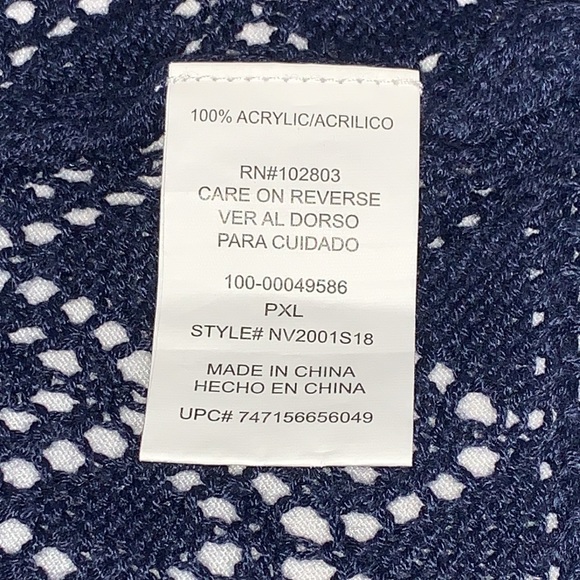 100% ACRYLIC/ACRILICO
RN#102803
CARE ON REVERSE
VER AL DORSO
PARA CUIDADO
100-00049586
PXL
STYLE# NV2001S18
MADE IN CHINA
HECHO EN CHINA
UPC# 747156656049